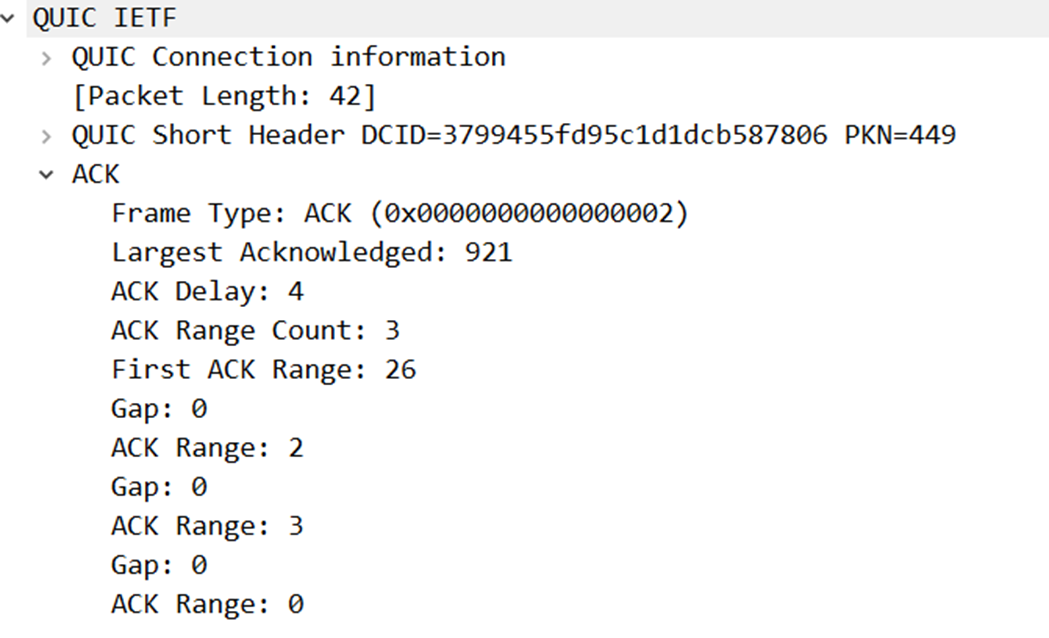 QUIC IETF
QUIC Connection information
[Packet Length: 42]
QUIC Short Header DCID=3799455fd95c1d1dcb587806 PKN=449
ACK
Frame Type: ACK (0x0000000000000002)
Largest Acknowledged: 921
ACK Delay: 4
ACK Range Count: 3
First ACK Range: 26
Gap: 0
ACK Range: 2
Gap: 0
ACK Range: 3
Gap: 0
ACK Range: 0